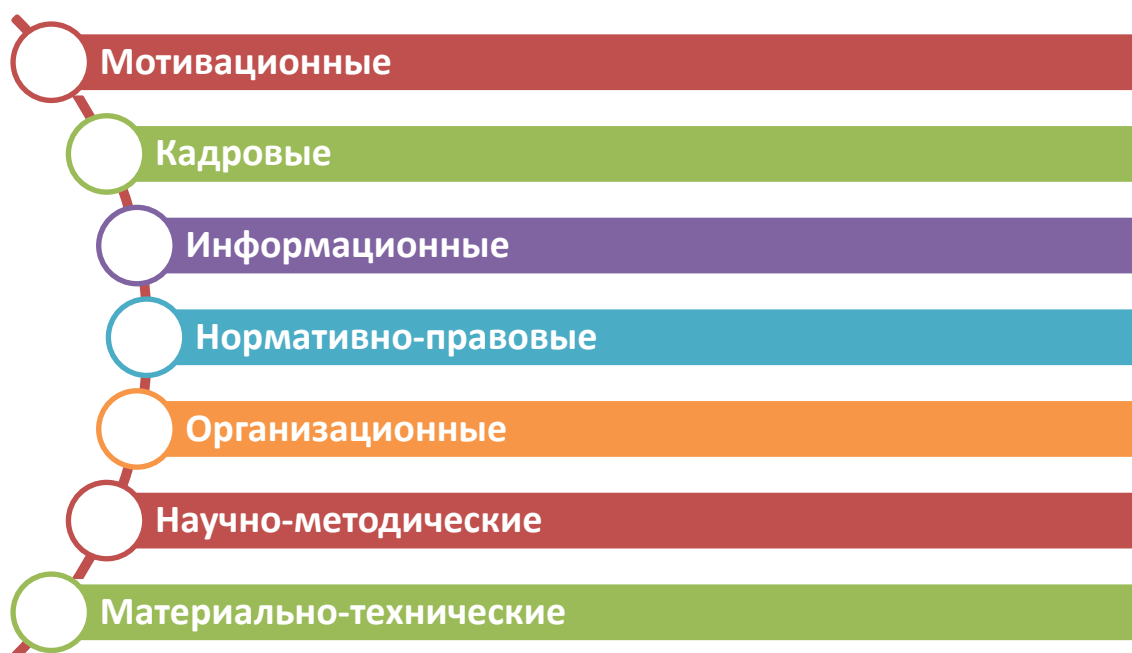 Мотивационные
Кадровые
Информационные
Нормативно-правовые
Организационные
Научно-методические
Материально-технические